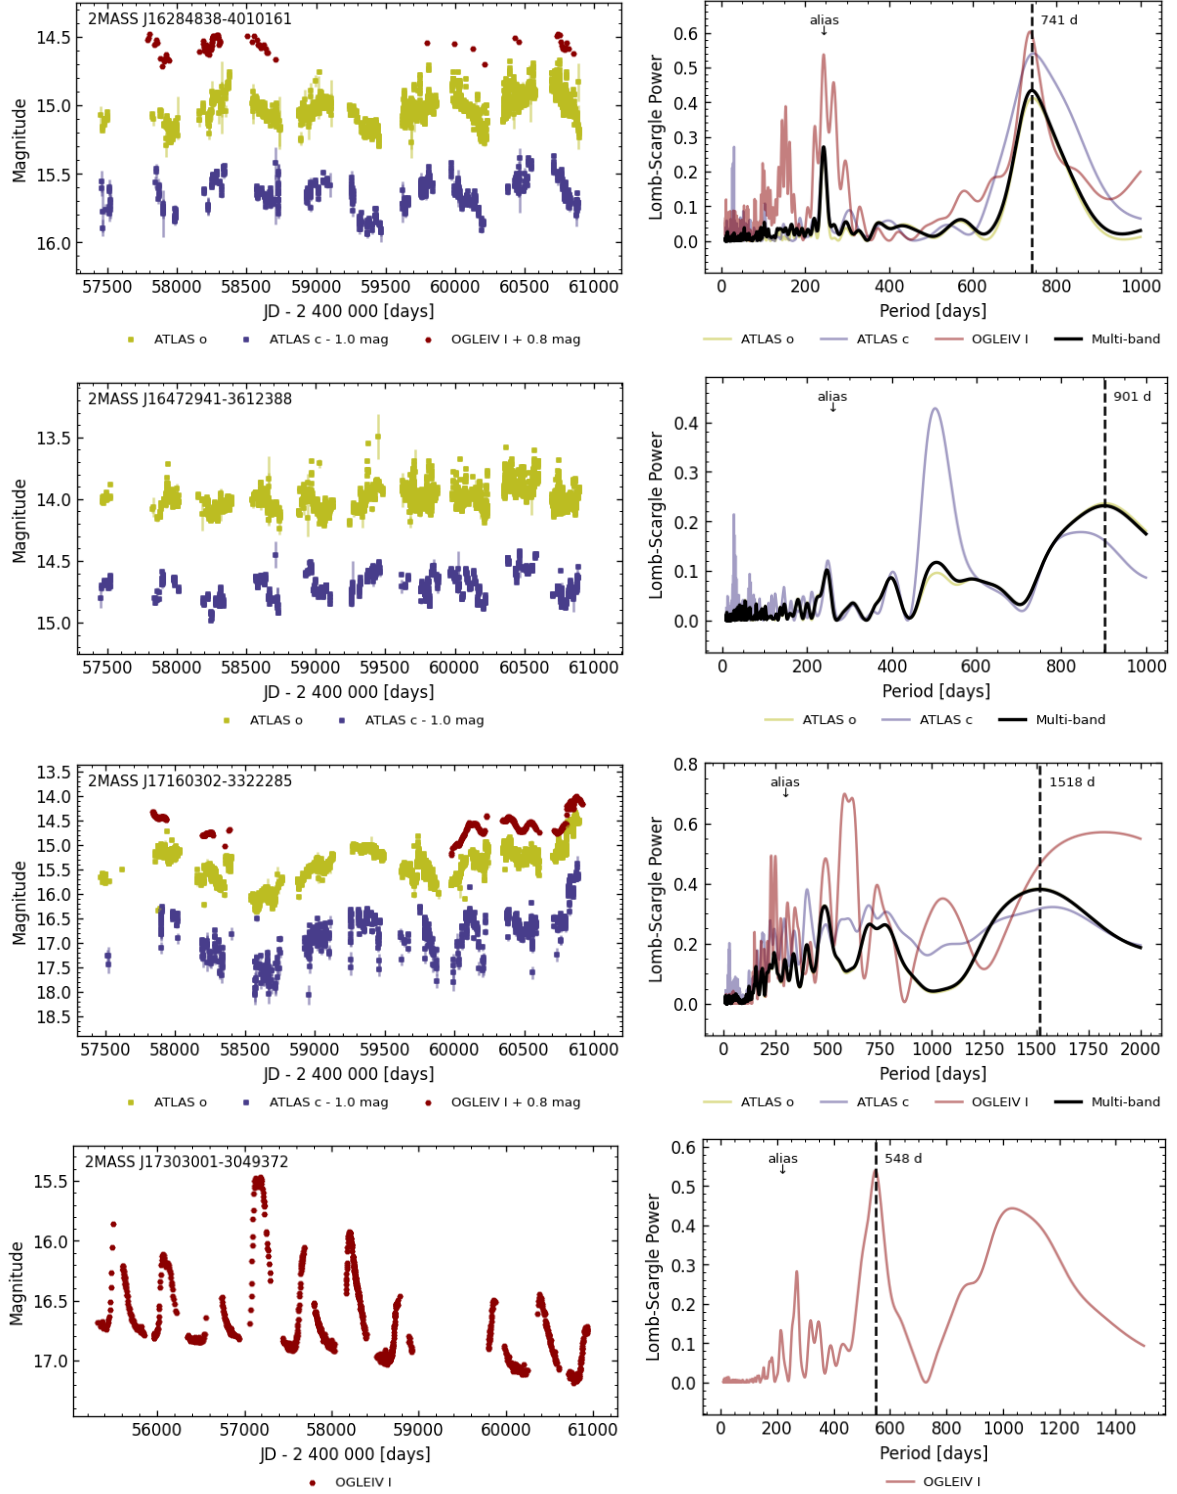 2MASS J16284838-4010161
14.5
15.0
15.5
16.0
Magnitude
57500 58000 58500 59000 59500 60000 60500 61000
JD - 2 400 000 [days]
ATLAS o ATLAS c - 1.0 mag OGLEIV I + 0.8 mag
alias
↓
741 d
0.6
0.5
0.4
0.3
0.2
0.1
0.0
Lomb-Scargle Power
0 200 400 600 800 1000
Period [days]
ATLAS o ATLAS c OGLEIV I Multi-band
2MASS J16472941-3612388
13.5
14.0
14.5
15.0
Magnitude
57500 58000 58500 59000 59500 60000 60500 61000
JD - 2 400 000 [days]
ATLAS o ATLAS c - 1.0 mag
alias
↓
901 d
0.4
0.3
0.2
0.1
0.0
Lomb-Scargle Power
0 200 400 600 800 1000
Period [days]
ATLAS o ATLAS c Multi-band
2MASS J17160302-3322285
13.5
14.0
14.5
15.0
15.5
16.0
16.5
17.0
17.5
18.0
18.5
Magnitude
57500 58000 58500 59000 59500 60000 60500 61000
JD - 2 400 000 [days]
ATLAS o ATLAS c - 1.0 mag OGLEIV I + 0.8 mag
alias
↓
1518 d
0.8
0.6
0.4
0.2
0.0
Lomb-Scargle Power
0 250 500 750 1000 1250 1500 1750 2000
Period [days]
ATLAS o ATLAS c OGLEIV I Multi-band
2MASS J17303001-3049372
15.5
16.0
16.5
17.0
Magnitude
56000 57000 58000 59000 60000 61000
JD - 2 400 000 [days]
OGLEIV I
alias
↓
548 d
0.6
0.5
0.4
0.3
0.2
0.1
0.0
Lomb-Scargle Power
0 200 400 600 800 1000 1200 1400
Period [days]
OGLEIV I